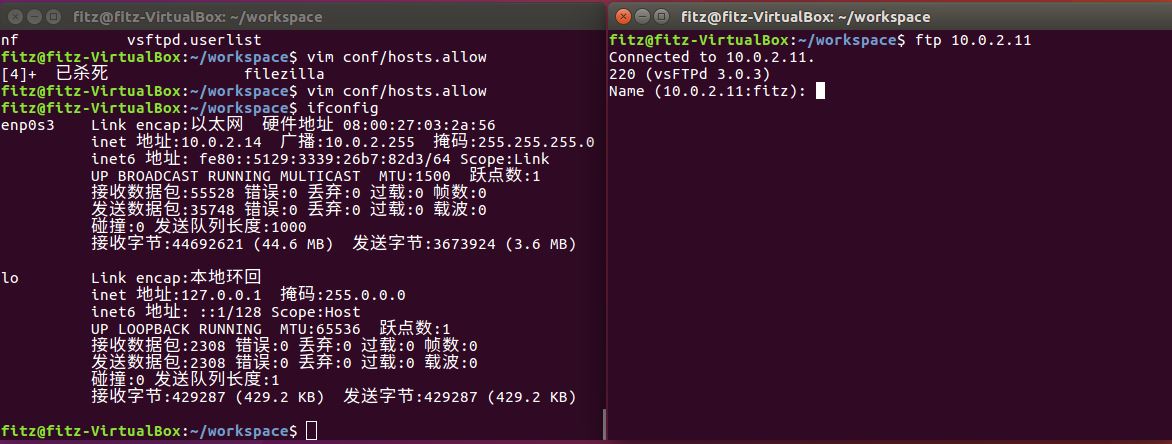 fitz@fitz-VirtualBox: ~/workspace
nf            vsftpd.userlist
fitz@fitz-VirtualBox:~/workspace$ vim conf/hosts.allow
[4]+  已杀死               filezilla
fitz@fitz-VirtualBox:~/workspace$ vim conf/hosts.allow
fitz@fitz-VirtualBox:~/workspace$ ifconfig
enp0s3    Link encap:以太网  硬件地址 08:00:27:03:2a:56
          inet 地址:10.0.2.14  广播:10.0.2.255  掩码:255.255.255.0
          inet6 地址: fe80::5129:3339:26b7:82d3/64 Scope:Link
          UP BROADCAST RUNNING MULTICAST  MTU:1500  跃点数:1
          接收数据包:55528 错误:0 丢弃:0 过载:0 帧数:0
          发送数据包:35748 错误:0 丢弃:0 过载:0 载波:0
          碰撞:0 发送队列长度:1000
          接收字节:44692621 (44.6 MB)  发送字节:3673924 (3.6 MB)
lo        Link encap:本地环回
          inet 地址:127.0.0.1  掩码:255.0.0.0
          inet6 地址: ::1/128 Scope:Host
          UP LOOPBACK RUNNING  MTU:65536  跃点数:1
          接收数据包:2308 错误:0 丢弃:0 过载:0 帧数:0
          发送数据包:2308 错误:0 丢弃:0 过载:0 载波:0
          碰撞:0 发送队列长度:1
          接收字节:429287 (429.2 KB)  发送字节:429287 (429.2 KB)
fitz@fitz-VirtualBox:~/workspace$
fitz@fitz-VirtualBox: ~/workspace
fitz@fitz-VirtualBox:~/workspace$ ftp 10.0.2.11
Connected to 10.0.2.11.
220 (vsFTPd 3.0.3)
Name (10.0.2.11:fitz):